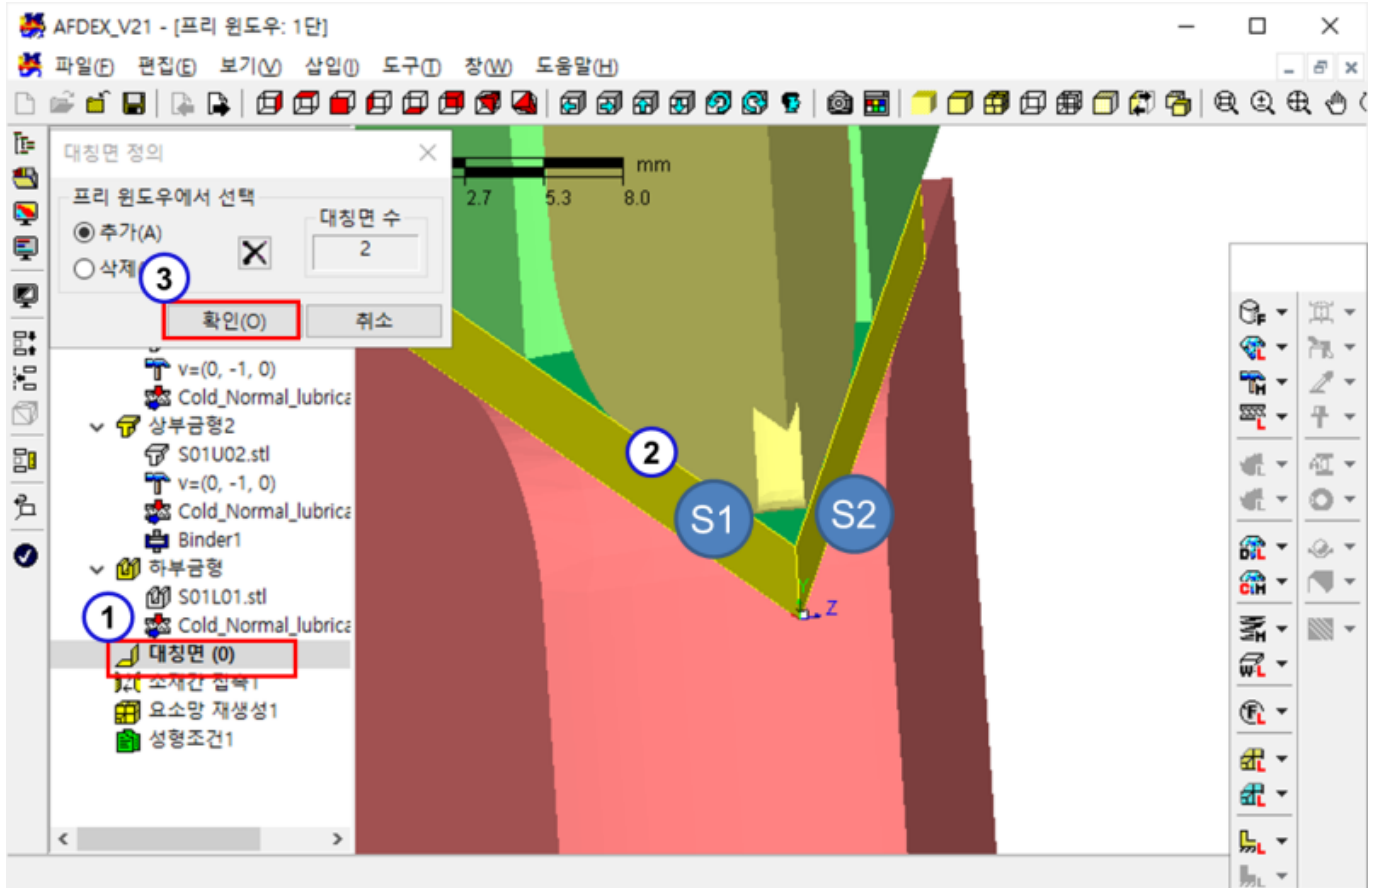 AFDEX_V21 - [프리 윈도우: 1단]
파일(F) 편집(E) 보기(V) 삽입(I) 도구(T) 창(W) 도움말(H)
대칭면 정의
프리 윈도우에서 선택
추가(A)
삭제
대칭면 수
2
3
확인(O) 취소
mm
2.7 5.3 8.0
v=(0, -1, 0)
Cold_Normal_lubrica
상부금형2
S01U02.stl
v=(0, -1, 0)
Cold_Normal_lubrica
Binder1
하부금형
S01L01.stl
1
Cold_Normal_lubrica
대칭면 (0)
소재간 접촉1
요소망 재생성1
성형조건1
2
S1 S2
Y
Z
F
L
M
L
D L
C M
M
W L
F L
L
L
L
L